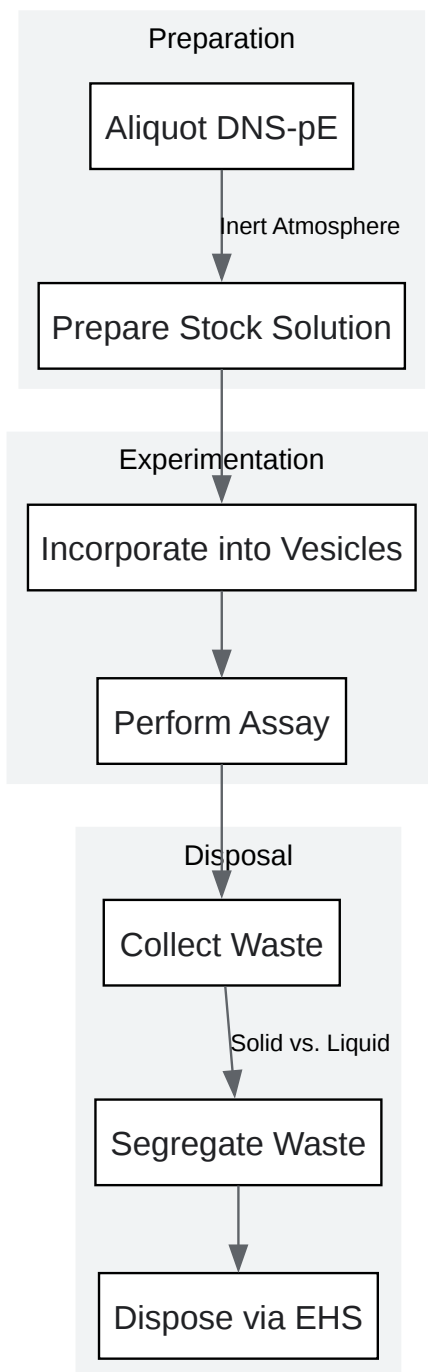 Preparation
Aliquot DNS-pE
Inert Atmosphere
Prepare Stock Solution
Experimentation
Incorporate into Vesicles
Perform Assay
Disposal
Collect Waste
Solid vs. Liquid
Segregate Waste
Dispose via EHS